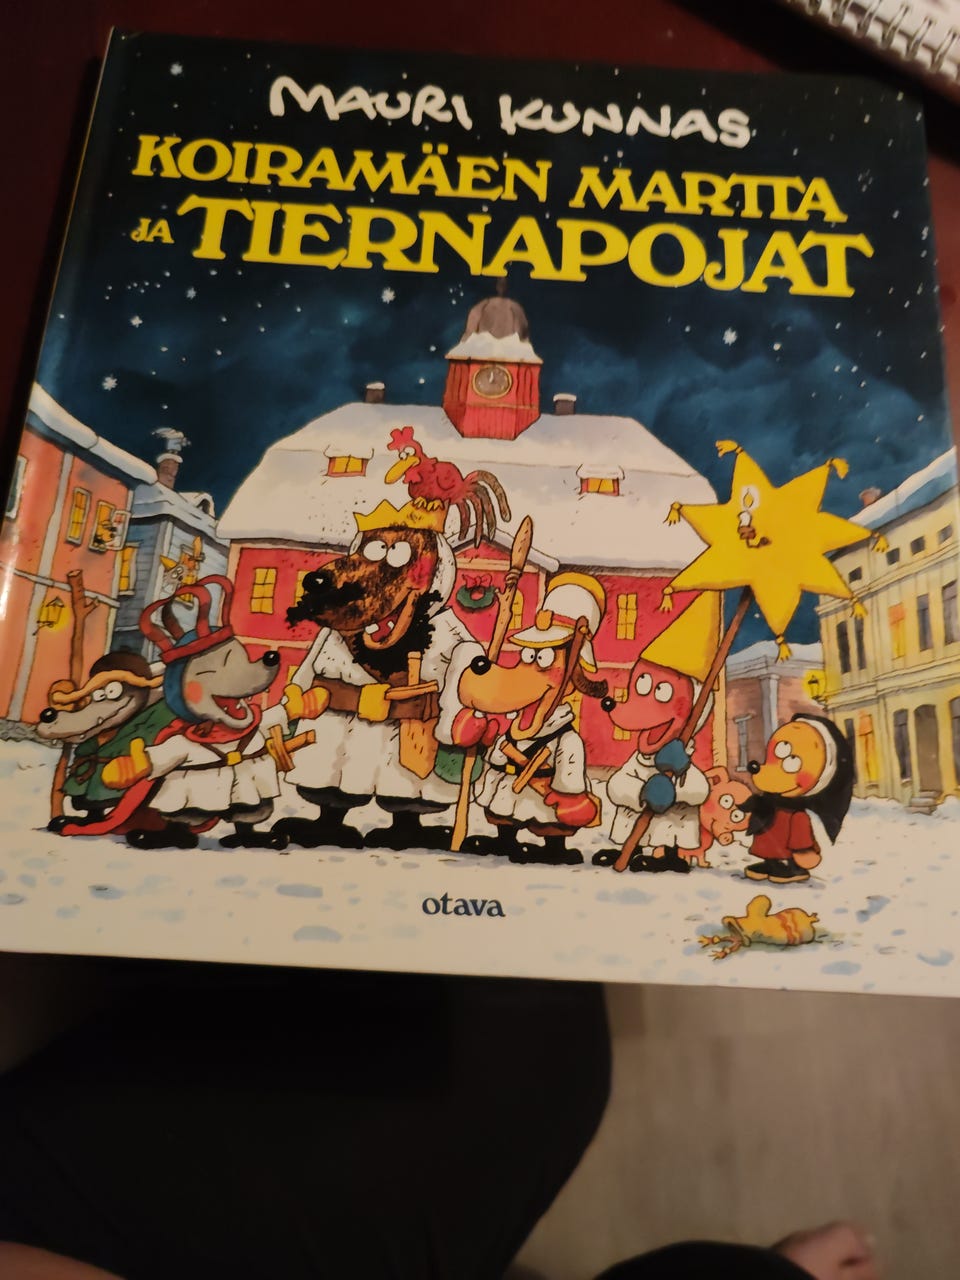 MAURI KUNNAS
KOIRAMÄEN MARTTA
JA TIERNAPOJAT
otava